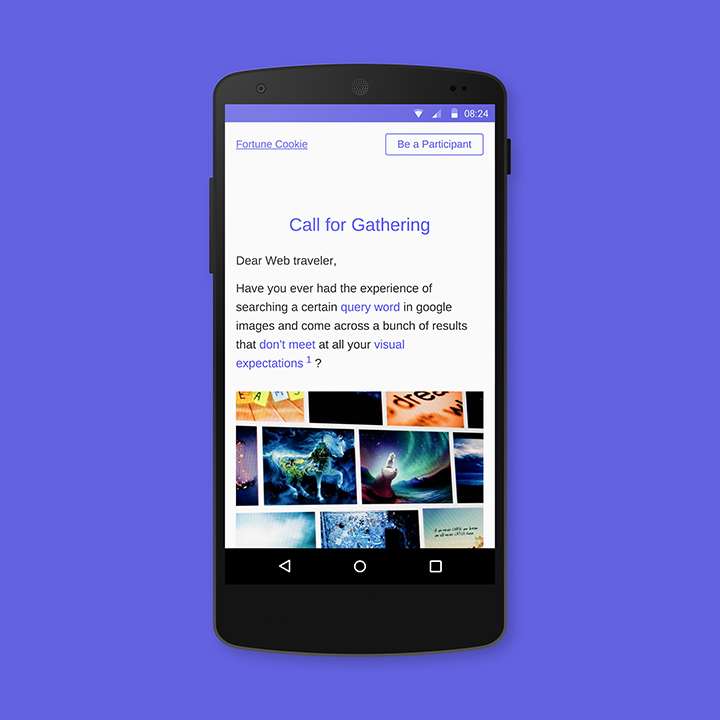 08:24
Fortune Cookie
Be a Participant
Call for Gathering
Dear Web traveler,
Have you ever had the experience of
searching a certain query word in google
images and come across a bunch of results
that don't meet at all your visual
expectations 1 ?